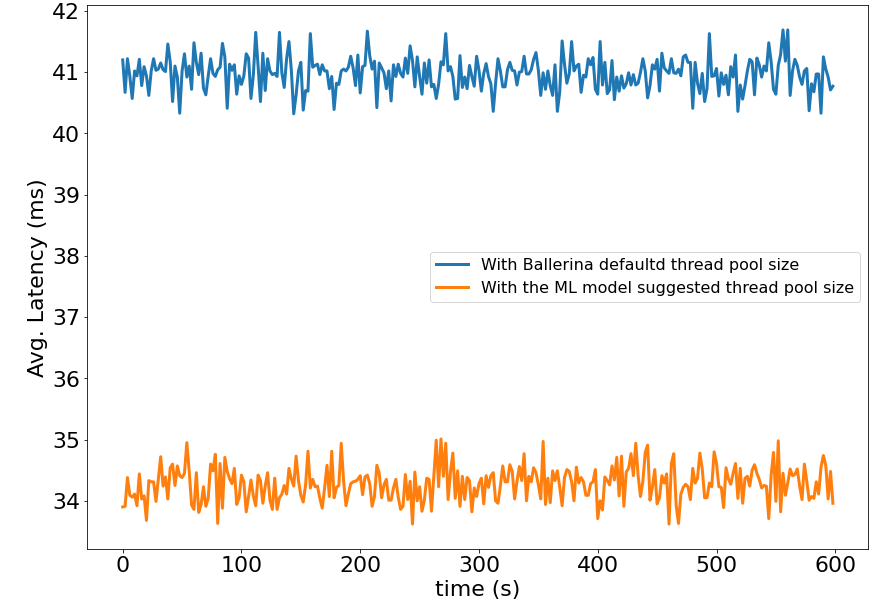 42
41
40
39
38
37
36
35
34
Avg. Latency (ms)
With Ballerina defaultd thread pool size
With the ML model suggested thread pool size
0 100 200 300 400 500 600
time (s)